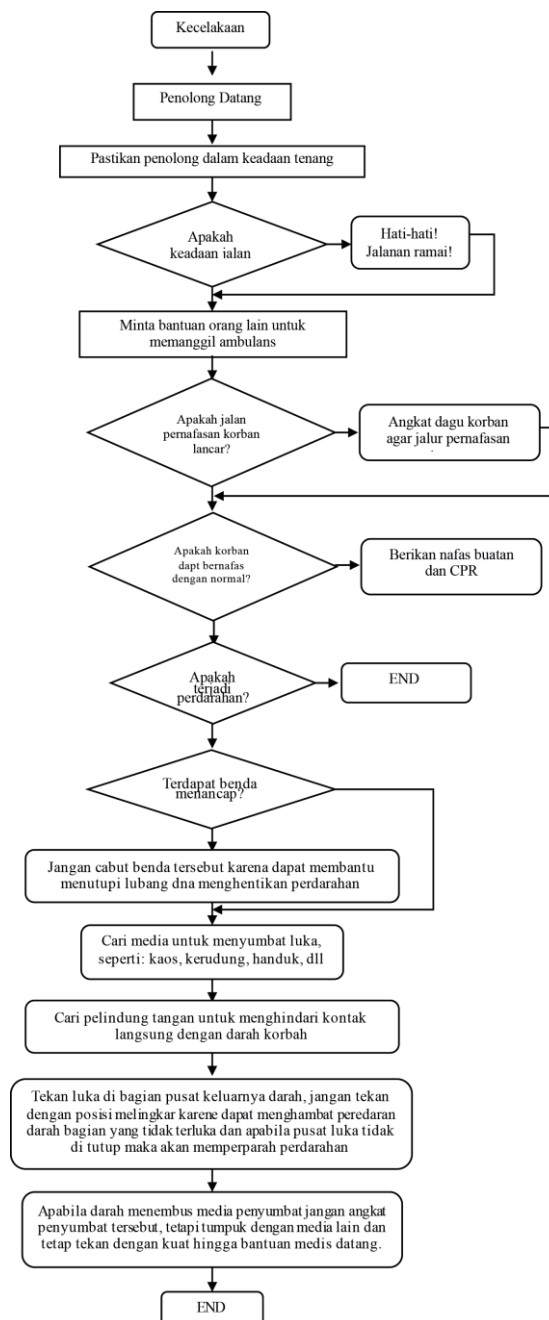 Kecelakaan
Penolong Datang
Pastikan penolong dalam keadaan tenang
Apakah
keadaan jalan
Hati-hati!
Jalanan ramai!
Minta bantuan orang lain untuk
memanggil ambulans
Apakah jalan
pernafasan korban
lancar?
Angkat dagu korban
agar jalur pernafasan
Apakah korban
dapt bernafas
dengan normal?
Berikan nafas buatan
dan CPR
Apakah
terjadi
perdarahan?
END
Terdapat benda
menancap?
Jangan cabut benda tersebut karena dapat membantu
menutupi lubang dna menghentikan perdarahan
Cari media untuk menyumbat luka,
seperti: kaos, kerudung, handuk, dll
Cari pelindung tangan untuk menghindari kontak
langsung dengan darah korbah
Tekan luka di bagian pusat keluarnya darah, jangan tekan
dengan posisi melingkar karene dapat menghambat peredaran
darah bagian yang tidak terluka dan apabila pusat luka tidak
di tutup maka akan memperparah perdarahan
Apabila darah menembus media penyumbat jangan angkat
penyumbat tersebut, tetapi tumpuk dengan media lain dan
tetap tekan dengan kuat hingga bantuan medis datang.
END